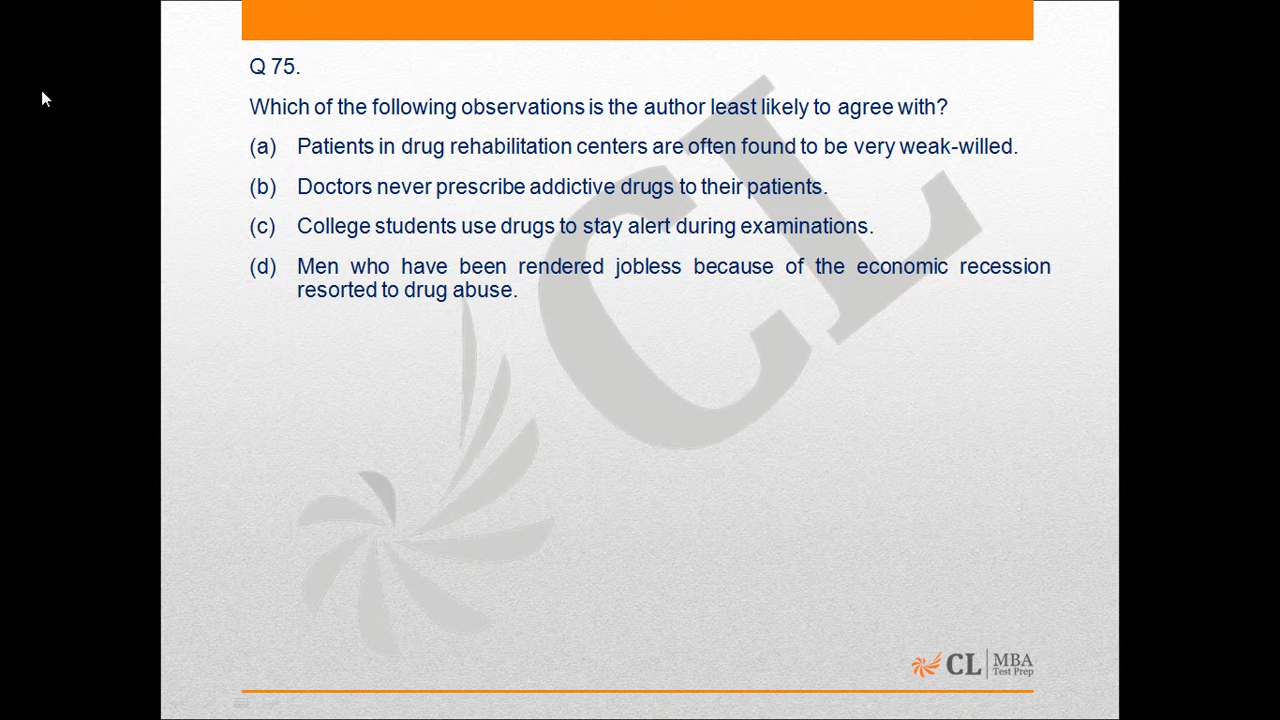 Q 75.
Which of the following observations is the author least likely to agree with?
(a) Patients in drug rehabilitation centers are often found to be very weak-willed.
(b) Doctors never prescribe addictive drugs to their patients.
(c) College students use drugs to stay alert during examinations.
(d) Men who have been rendered jobless because of the economic recession
resorted to drug abuse.
CL
CL MBA
Test Prep